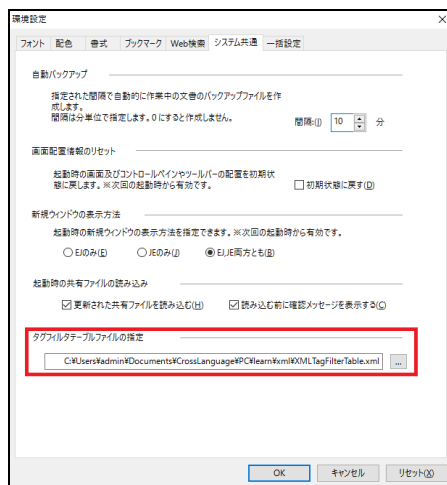 環境設定
フォント 配色 書式 ブックマーク Web検索 システム共通 一括設定
自動バックアップ
指定された間隔で自動的に作業中の文書のバックアップファイルを作
成します。
間隔は分単位で指定します。0にすると作成しません。
間隔:(I) 10 分
画面配置情報のリセット
起動時の画面及びコントロールペインやツールバーの配置を初期状
態に戻します。※次回の起動時から有効です。
初期状態に戻す(D)
新規ウィンドウの表示方法
起動時の新規ウィンドウの表示方法を指定できます。※次回の起動時から有効です。
EJのみ(E) JEのみ(J) EJ,JE両方とも(B)
起動時の共有ファイルの読み込み
更新された共有ファイルを読み込む(H) 読み込む前に確認メッセージを表示する(C)
タグフィルタテーブルファイルの指定
C:¥Users¥admin¥Documents¥CrossLanguage¥PC¥learn¥xml¥XMLTagFilterTable.xml ...
OK キャンセル リセット(X)